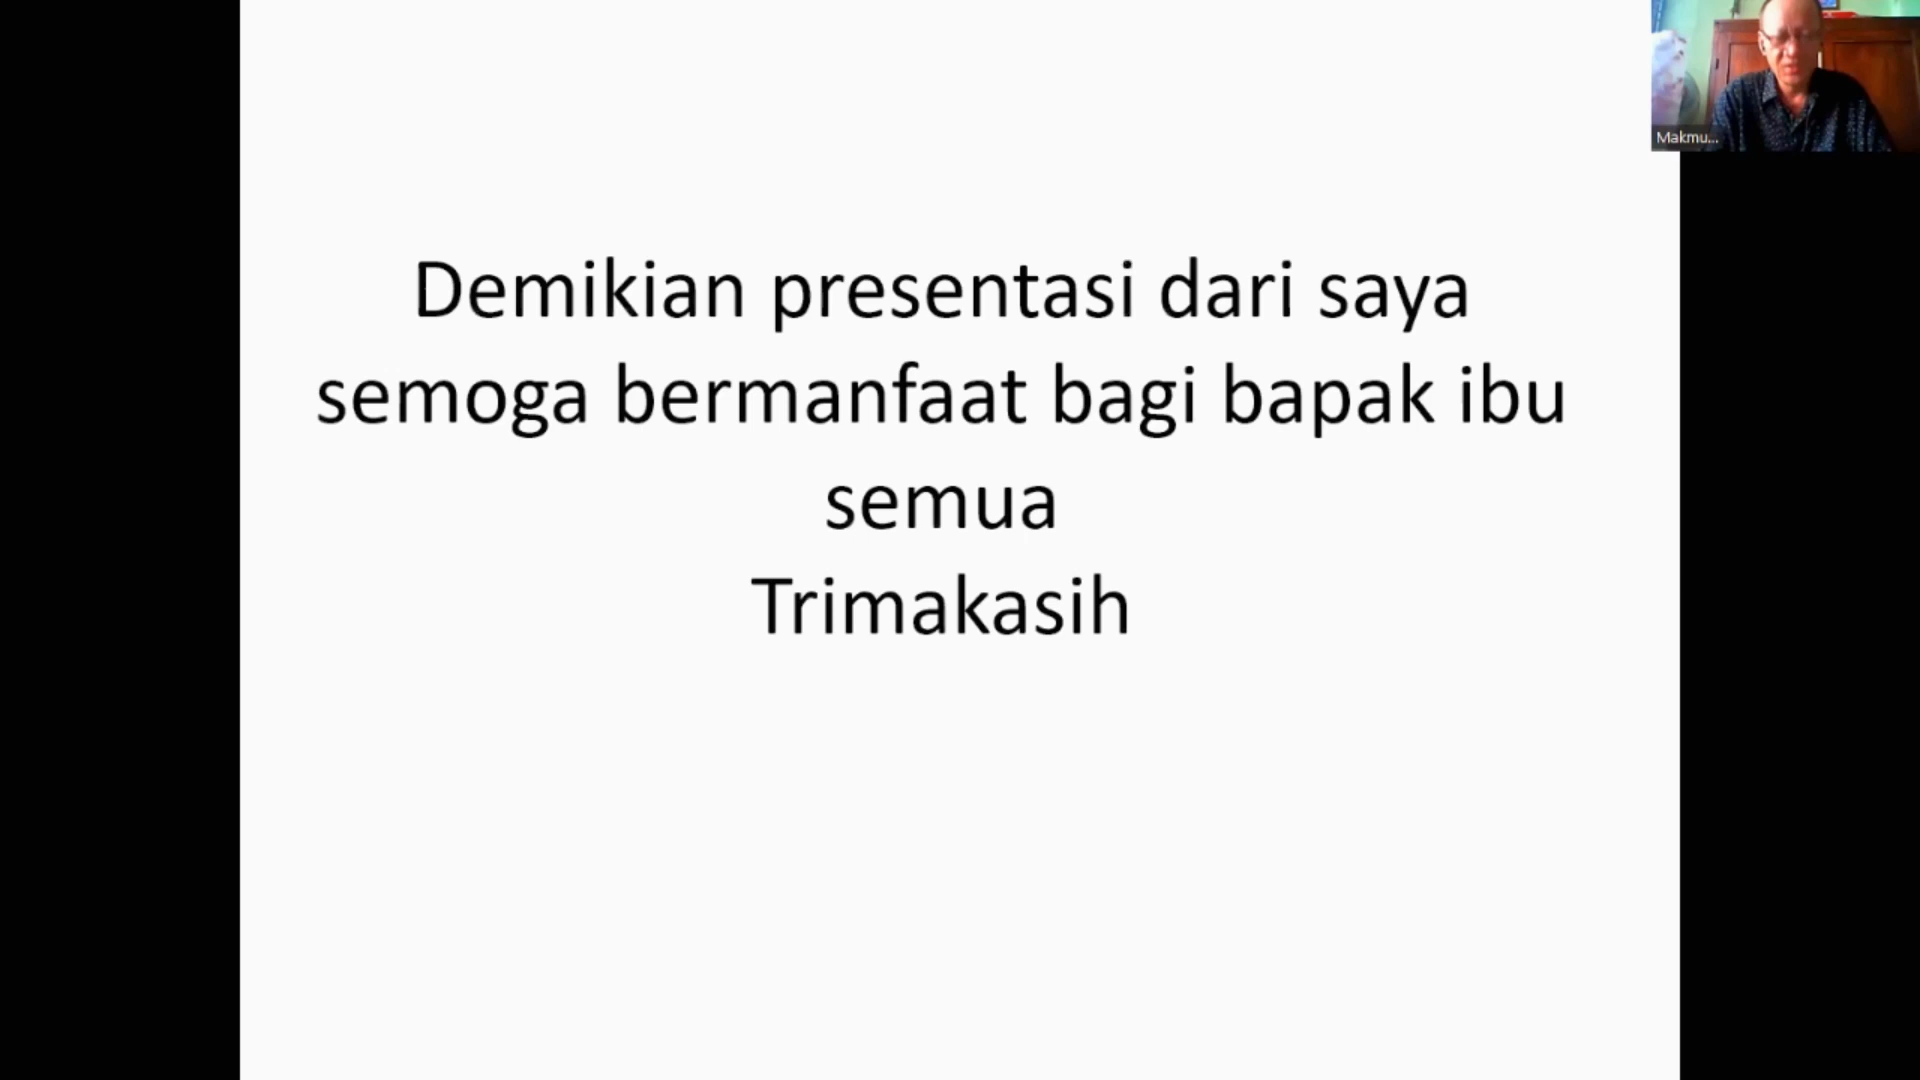 Makmu...
Demikian presentasi dari saya
semoga bermanfaat bagi bapak ibu
semua
Trimakasih